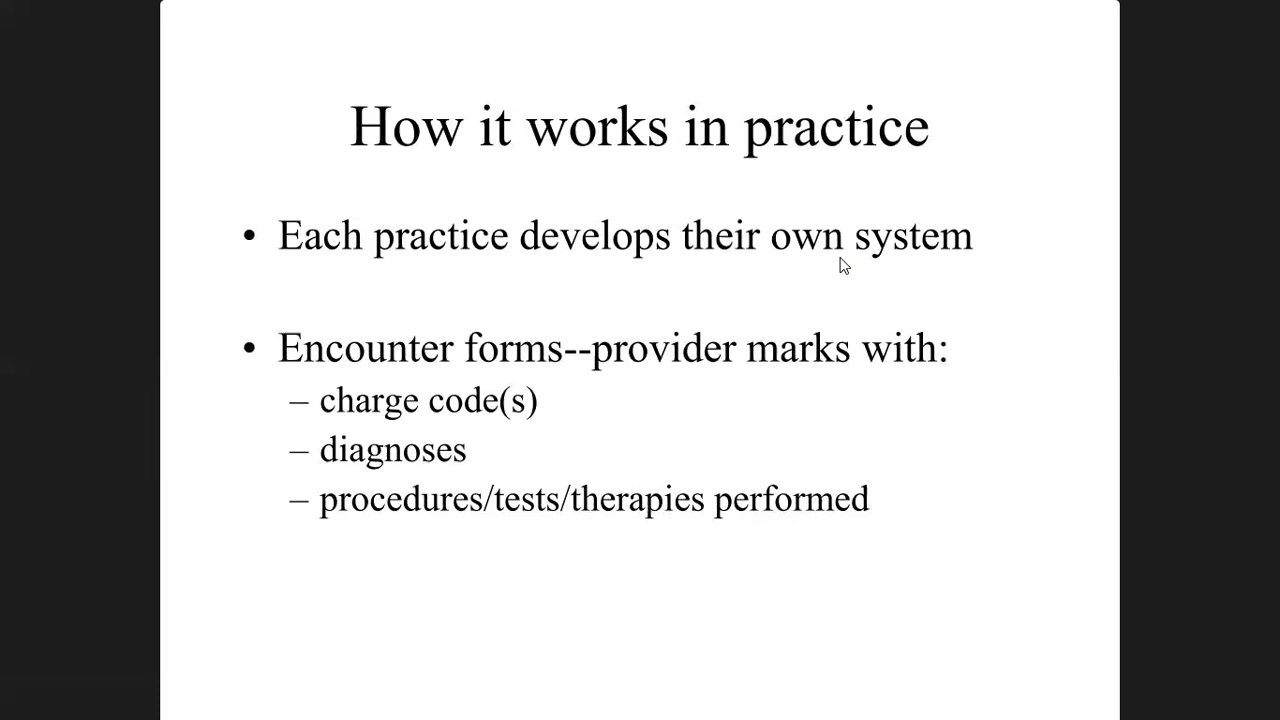 How it works in practice
• Each practice develops their own system
• Encounter forms--provider marks with:
– charge code(s)
– diagnoses
– procedures/tests/therapies performed